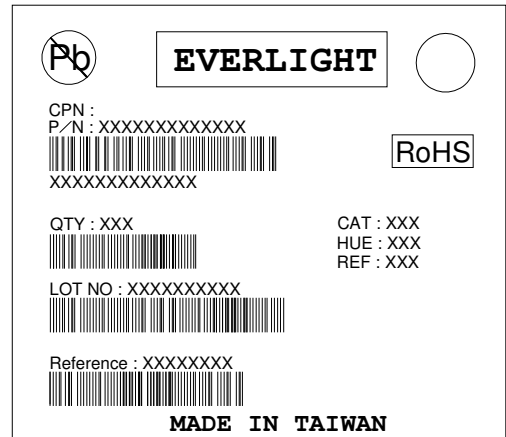 Pb
EVERLIGHT
CPN :
P/N : XXXXXXXXXXXXX
RoHS
XXXXXXXXXXXXX
QTY : XXX
CAT : XXX
HUE : XXX
REF : XXX
LOT NO : XXXXXXXXXX
Reference : XXXXXXXX
MADE IN TAIWAN